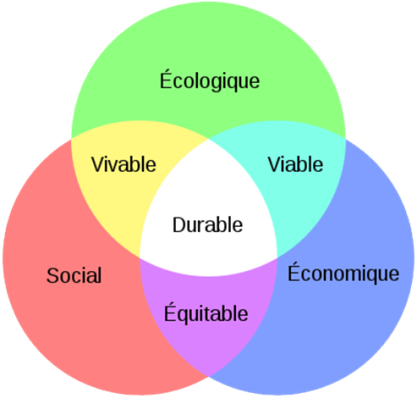 Écologique
Vivable
Viable
Durable
Social
Économique
Équitable